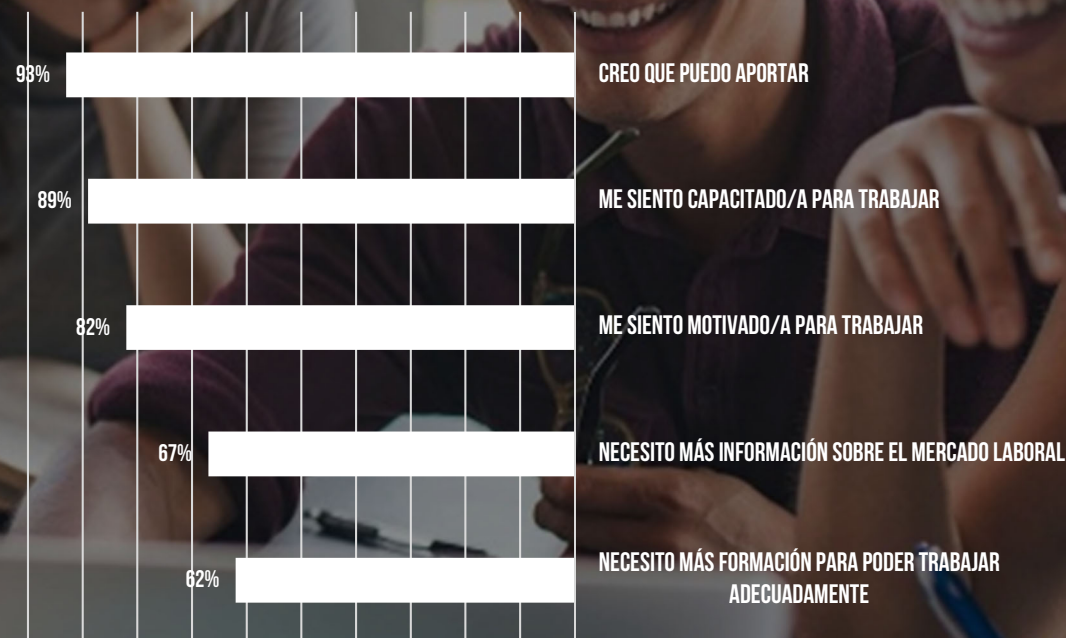 93% CREO QUE PUEDO APORTAR
89% ME SIENTO CAPACITADO/A PARA TRABAJAR
82% ME SIENTO MOTIVADO/A PARA TRABAJAR
67% NECESITO MÁS INFORMACIÓN SOBRE EL MERCADO LABORAL
62% NECESITO MÁS FORMACIÓN PARA PODER TRABAJAR
ADECUADAMENTE